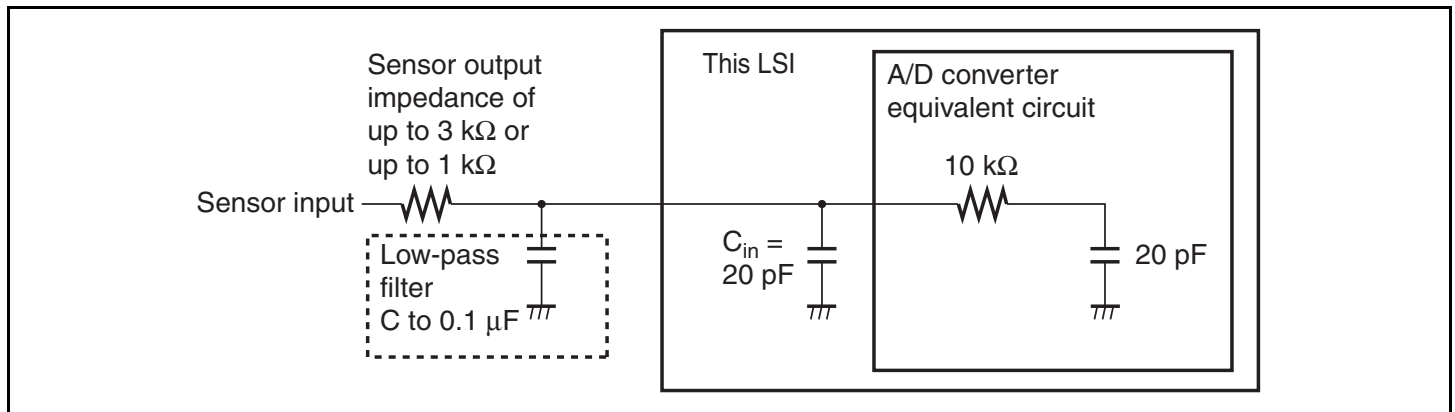 Sensor output
impedance of
up to 3 kΩ or
up to 1 kΩ
Sensor input
Low-pass
filter
C to 0.1 μF
This LSI
Cin =
20 pF
A/D converter
equivalent circuit
10 kΩ
20 pF